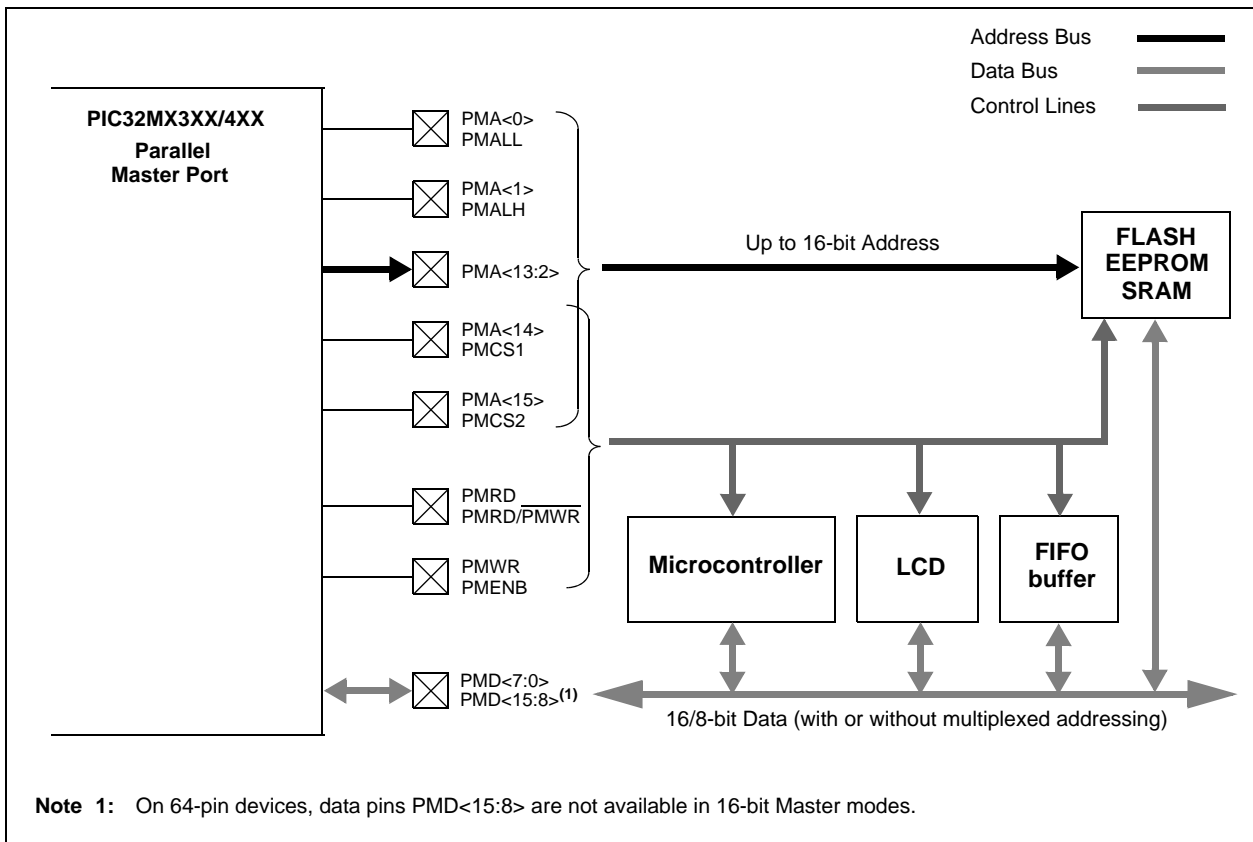 Address Bus
Data Bus
Control Lines
PIC32MX3XX/4XX
Parallel
Master Port
PMA<0>
PMALL
PMA<1>
PMALH
PMA<13:2>
PMA<14>
PMCS1
PMA<15>
PMCS2
PMRD
PMRD/PMWR
PMWR
PMENB
PMD<7:0>
PMD<15:8>(1)
Up to 16-bit Address
FLASH
EEPROM
SRAM
Microcontroller
LCD
FIFO
buffer
16/8-bit Data (with or without multiplexed addressing)
Note 1: On 64-pin devices, data pins PMD<15:8> are not available in 16-bit Master modes.